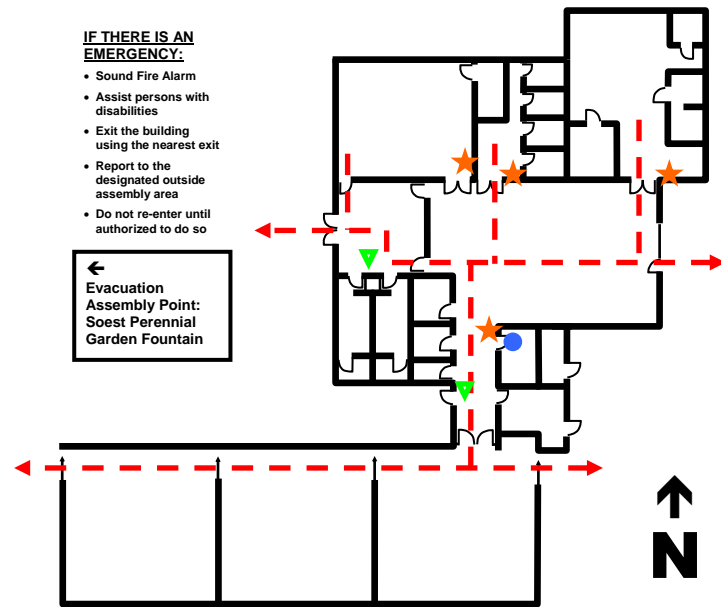 IF THERE IS AN
EMERGENCY:
• Sound Fire Alarm
• Assist persons with
disabilities
• Exit the building
using the nearest exit
• Report to the
designated outside
assembly area
• Do not re-enter until
authorized to do so
←
Evacuation
Assembly Point:
Soest Perennial
Garden Fountain
N